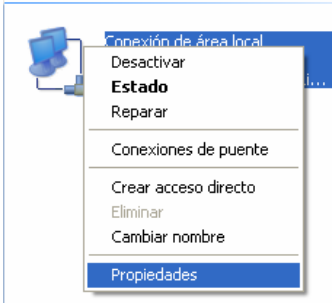 Conexión de área local
Desactivar
Estado
Reparar
Conexiones de puente
Crear acceso directo
Eliminar
Cambiar nombre
Propiedades